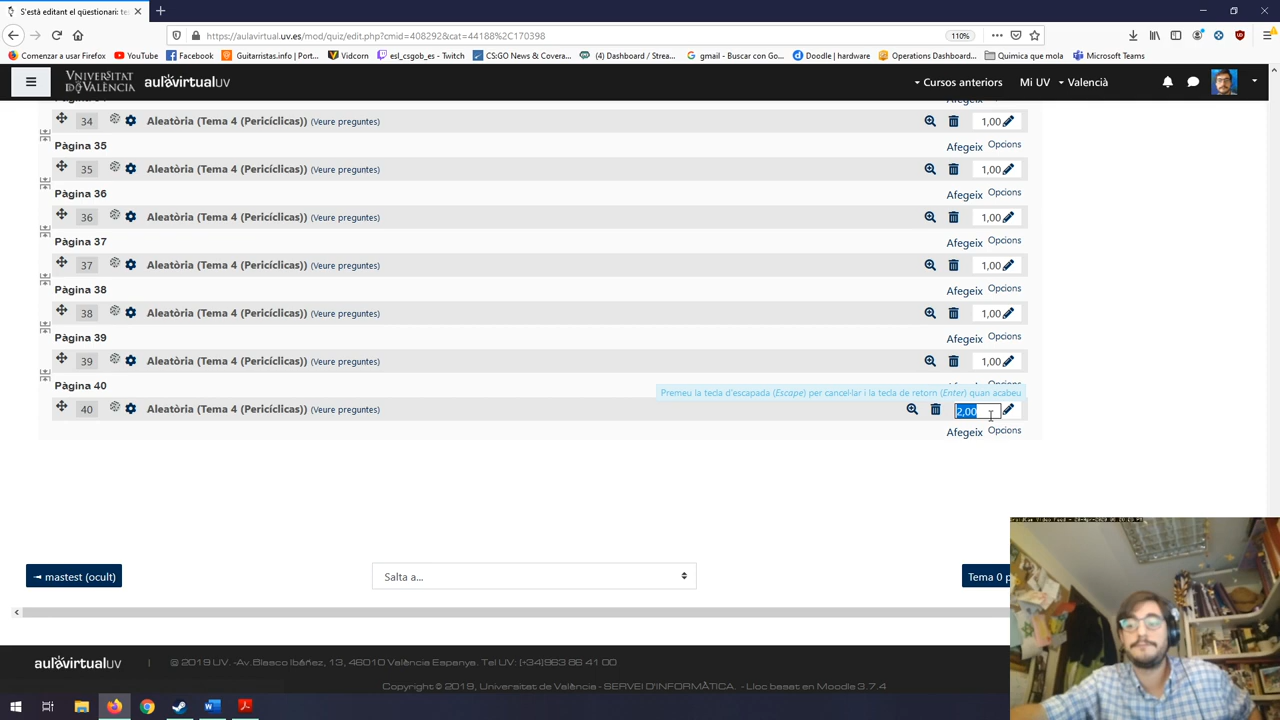 S'està editant el qüestionari: tes
https://aulavirtual.uv.es/mod/quiz/edit.php?cmid=408292&cat=44188%2C170398
110%
Comenzar a usar Firefox
YouTube
Facebook
Guitarristas.info | Port...
Vidcorn
esl_csgob_es - Twitch
CS:GO News & Covera...
(4) Dashboard / Strea...
gmail - Buscar con Go...
Doodle | hardware
Operations Dashboard...
Quimica que mola
Microsoft Teams
VNIVERSITAT
DE VALÈNCIA
aulavirtualuv
Cursos anteriors
Mi UV
Valencià
34 Aleatòria (Tema 4 (Pericíclicas)) (Veure preguntes) 1,00
Pàgina 35
Afegeix Opcions
35 Aleatòria (Tema 4 (Pericíclicas)) (Veure preguntes) 1,00
Pàgina 36
Afegeix Opcions
36 Aleatòria (Tema 4 (Pericíclicas)) (Veure preguntes) 1,00
Pàgina 37
Afegeix Opcions
37 Aleatòria (Tema 4 (Pericíclicas)) (Veure preguntes) 1,00
Pàgina 38
Afegeix Opcions
38 Aleatòria (Tema 4 (Pericíclicas)) (Veure preguntes) 1,00
Pàgina 39
Afegeix Opcions
39 Aleatòria (Tema 4 (Pericíclicas)) (Veure preguntes) 1,00
Pàgina 40
Premeu la tecla d'escapada (Escape) per cancel·lar i la tecla de retorn (Enter) quan acabeu
40 Aleatòria (Tema 4 (Pericíclicas)) (Veure preguntes) 2,00
Afegeix Opcions
◄ mastest (ocult)
Salta a...
Tema 0 p
aulavirtualuv | © 2019 UV. -Av. Blasco Ibáñez, 13, 46010 València Espanya. Tel UV: (+34)963 86 41 00
Copyright © 2019, Universitat de València - SERVEI D'INFORMÀTICA. - Lloc basat en Moodle 3.7.4